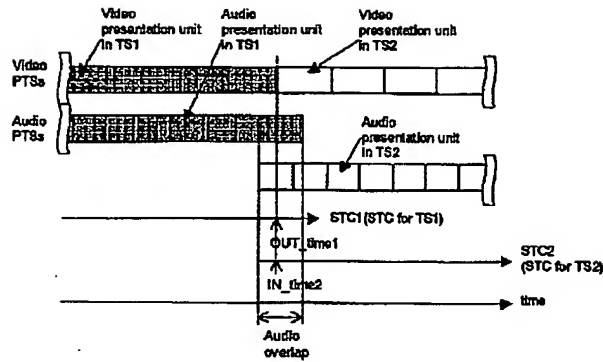 Video
presentation unit
in TS1
Audio
presentation unit
in TS1
Video
presentation unit
in TS2
Video
PTSs
Audio
PTSs
Audio
presentation unit
in TS2
STC1(STC for TS1)
OUT_time1
STC2
(STC for TS2)
IN_time2
time
Audio
overlap